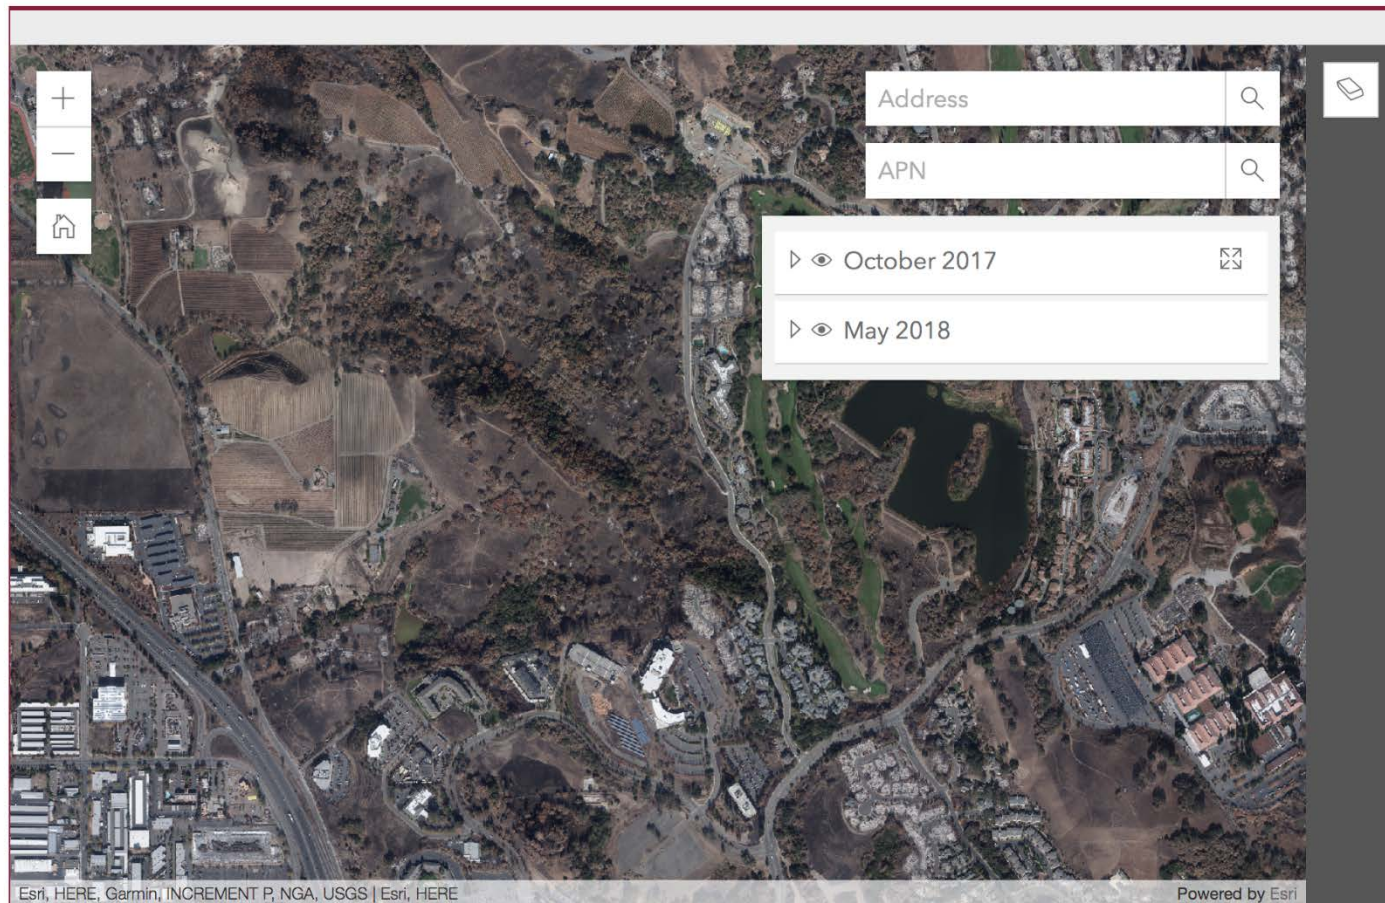 Address
APN
October 2017
May 2018
Esri, HERE, Garmin, INCREMENT P, NGA, USGS | Esri, HERE
Powered by Esri